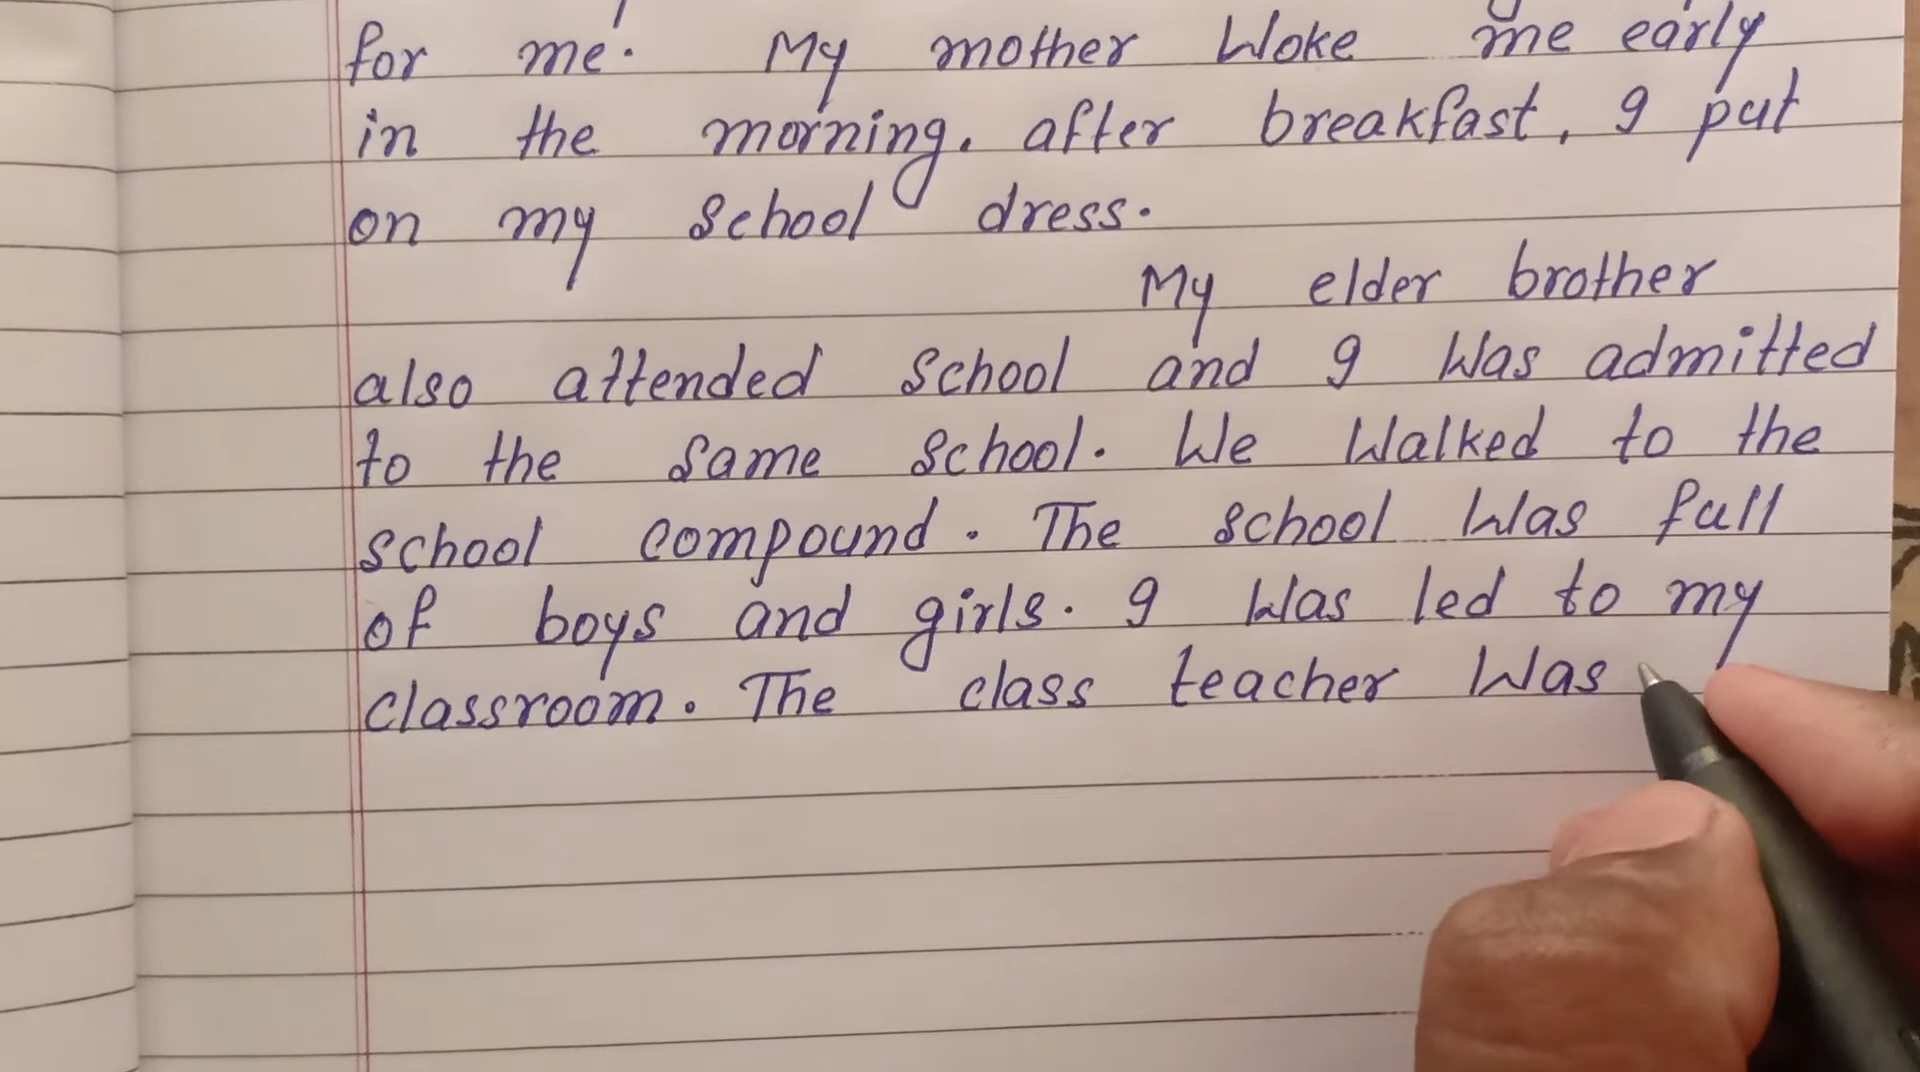 for me. My mother woke me early
in the morning. after breakfast, I put
on my school dress.
My elder brother
also attended school and I was admitted
to the same school. We walked to the
school compound. The school was full
of boys and girls. I was led to my
classroom. The class teacher was